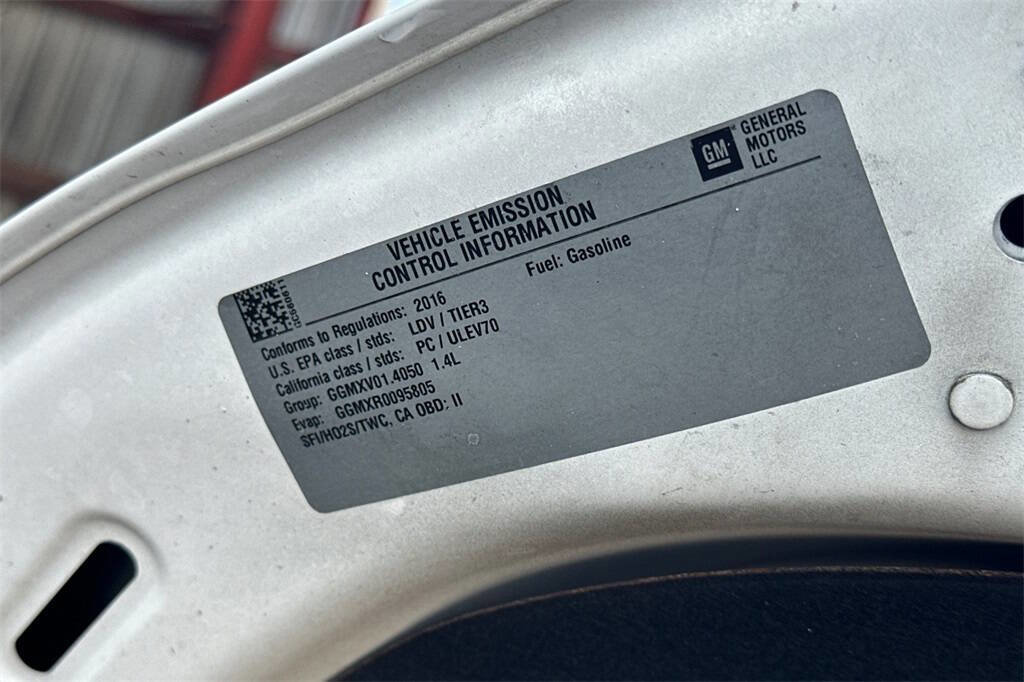 GM
GENERAL
MOTORS
LLC
VEHICLE EMISSION
CONTROL INFORMATION
Fuel: Gasoline
Conforms to Regulations: 2016
U.S. EPA class / stds: LDV / TIER3
California class / stds: PC / ULEV70
Group: GGMXV01.4050 1.4L
Evap: GGMXR0095805
SFI/HO2S/TWC, CA OBD: II